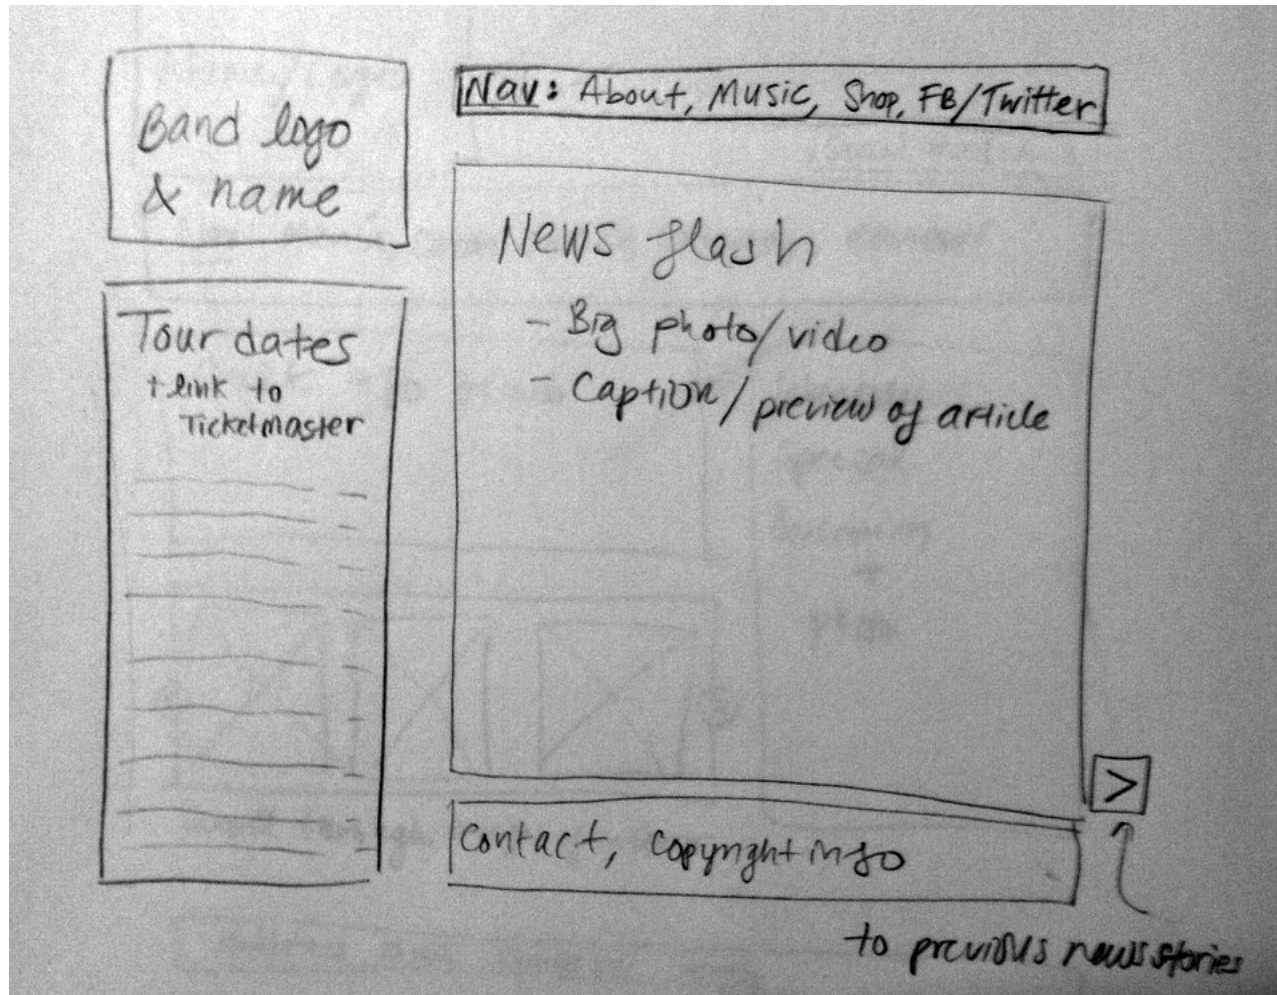 Band logo
& name
Nav: About, Music, Shop, FB/Twitter
Tour dates
+ link to
Ticketmaster
News flash
- Big photo/video
- Caption/preview of article
>
Contact, Copyright info
to previous news stories